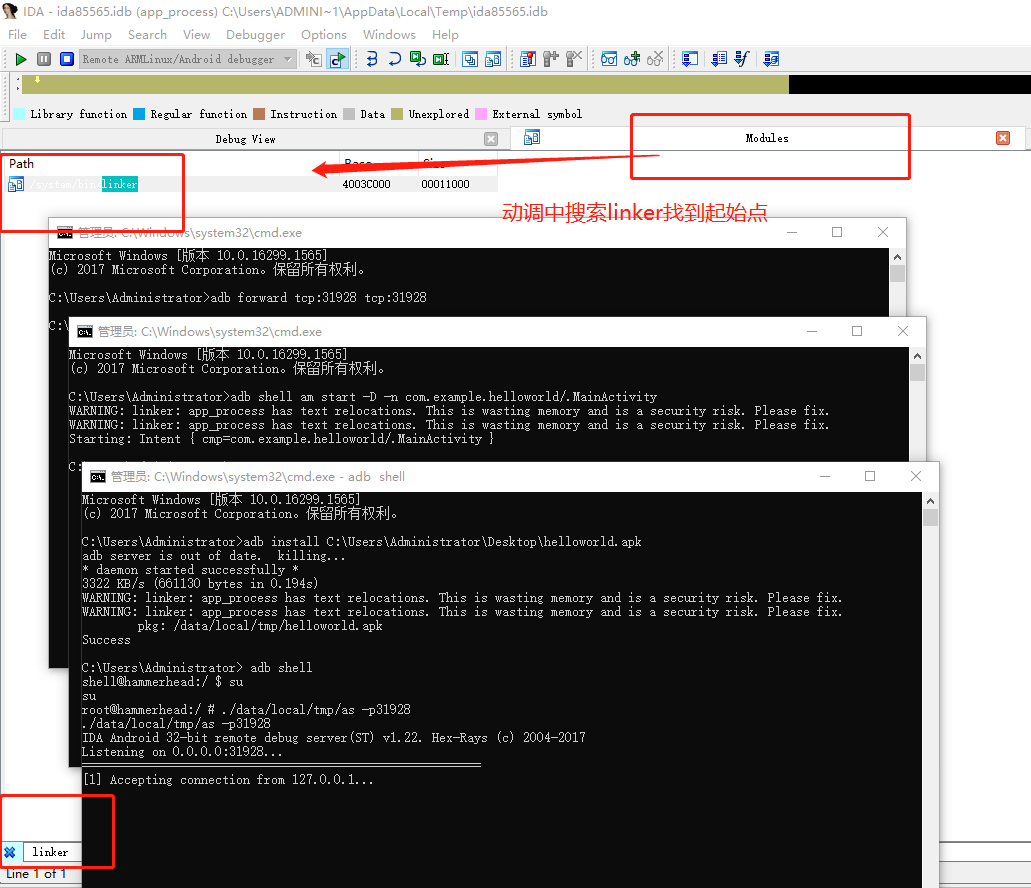 IDA - ida85565.idb (app_process) C:\Users\ADMINI~1\AppData\Local\Temp\ida85565.idb
File Edit Jump Search View Debugger Options Windows Help
Remote ARMLinux/Android debugger
Library function Regular function Instruction Data Unexplored External symbol
Debug View
Modules
Path Base Size
/system/bin/linker 4003C000 00011000
动调中搜索linker找到起始点
管理员: C:\Windows\system32\cmd.exe
Microsoft Windows [版本 10.0.16299.1565]
(c) 2017 Microsoft Corporation。保留所有权利。
C:\Users\Administrator>adb forward tcp:31928 tcp:31928
C:\
管理员: C:\Windows\system32\cmd.exe
Microsoft Windows [版本 10.0.16299.1565]
(c) 2017 Microsoft Corporation。保留所有权利。
C:\Users\Administrator>adb shell am start -D -n com.example.helloworld/.MainActivity
WARNING: linker: app_process has text relocations. This is wasting memory and is a security risk. Please fix.
WARNING: linker: app_process has text relocations. This is wasting memory and is a security risk. Please fix.
Starting: Intent { cmp=com.example.helloworld/.MainActivity }
C:
管理员: C:\Windows\system32\cmd.exe - adb shell
Microsoft Windows [版本 10.0.16299.1565]
(c) 2017 Microsoft Corporation。保留所有权利。
C:\Users\Administrator>adb install C:\Users\Administrator\Desktop\helloworld.apk
adb server is out of date. killing...
* daemon started successfully *
3322 KB/s (661130 bytes in 0.194s)
WARNING: linker: app_process has text relocations. This is wasting memory and is a security risk. Please fix.
WARNING: linker: app_process has text relocations. This is wasting memory and is a security risk. Please fix.
pkg: /data/local/tmp/helloworld.apk
Success
C:\Users\Administrator> adb shell
shell@hammerhead:/ $ su
su
root@hammerhead:/ # ./data/local/tmp/as -p31928
./data/local/tmp/as -p31928
IDA Android 32-bit remote debug server(ST) v1.22. Hex-Rays (c) 2004-2017
Listening on 0.0.0.0:31928...
[1] Accepting connection from 127.0.0.1...
linker
Line 1 of 1